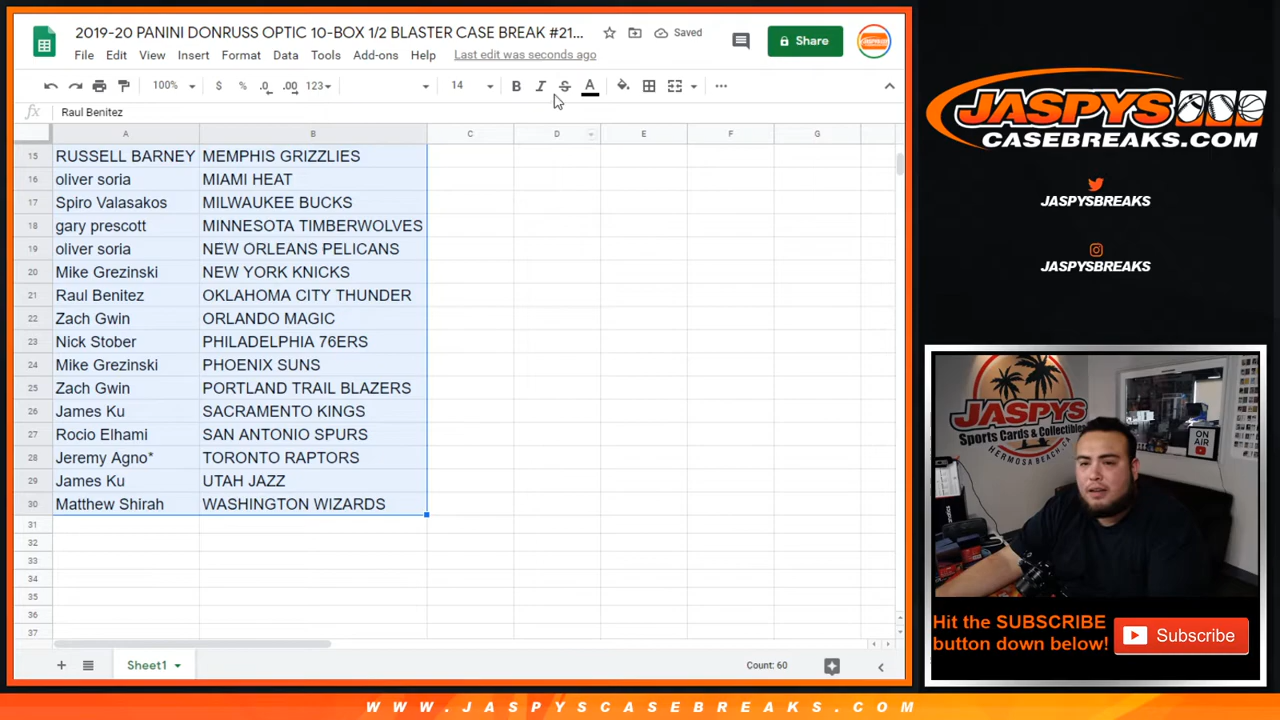 2019-20 PANINI DONRUSS OPTIC 10-BOX 1/2 BLASTER CASE BREAK #21...
Saved
Share
File Edit View Insert Format Data Tools Add-ons Help Last edit was seconds ago
100% $ % .0 .00 123 14 B I S A
fx Raul Benitez
A B C D E F G
15 RUSSELL BARNEY MEMPHIS GRIZZLIES
16 oliver soria MIAMI HEAT
17 Spiro Valasakos MILWAUKEE BUCKS
18 gary prescott MINNESOTA TIMBERWOLVES
19 oliver soria NEW ORLEANS PELICANS
20 Mike Grezinski NEW YORK KNICKS
21 Raul Benitez OKLAHOMA CITY THUNDER
22 Zach Gwin ORLANDO MAGIC
23 Nick Stober PHILADELPHIA 76ERS
24 Mike Grezinski PHOENIX SUNS
25 Zach Gwin PORTLAND TRAIL BLAZERS
26 James Ku SACRAMENTO KINGS
27 Rocio Elhami SAN ANTONIO SPURS
28 Jeremy Agno* TORONTO RAPTORS
29 James Ku UTAH JAZZ
30 Matthew Shirah WASHINGTON WIZARDS
31
32
33
34
35
36
37
Sheet1
Count: 60
JASPYS
CASEBREAKS.COM
JASPYSBREAKS
JASPYSBREAKS
JASPYS
Sports Cards & Collectibles
HERMOSA BEACH, CA
ON
AIR
Hit the SUBSCRIBE
button down below!
Subscribe
WWW.JASPYSCASEBREAKS.COM